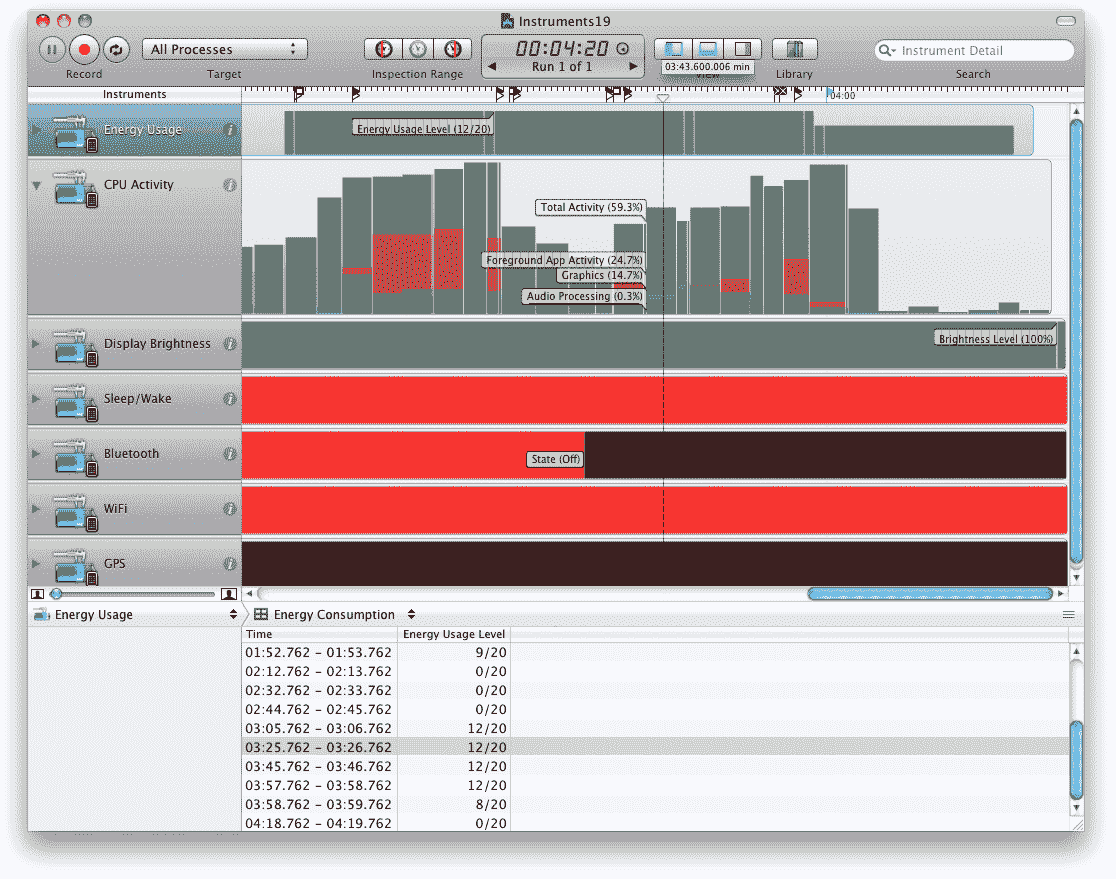 Instruments19
All Processes
00:04:20
Run 1 of 1
03:43.600.006 min
Instrument Detail
Record
Target
Inspection Range
View
Library
Search
Instruments
04:00
Energy Usage
Energy Usage Level (12/20)
CPU Activity
Total Activity (59.3%)
Foreground App Activity (24.7%)
Graphics (14.7%)
Audio Processing (0.3%)
Display Brightness
Brightness Level (100%)
Sleep/Wake
Bluetooth
State (Off)
WiFi
GPS
Energy Usage
Energy Consumption
Time Energy Usage Level
01:52.762 - 01:53.762 9/20
02:12.762 - 02:13.762 0/20
02:32.762 - 02:33.762 0/20
02:44.762 - 02:45.762 0/20
03:05.762 - 03:06.762 12/20
03:25.762 - 03:26.762 12/20
03:45.762 - 03:46.762 12/20
03:57.762 - 03:58.762 12/20
03:58.762 - 03:59.762 8/20
04:18.762 - 04:19.762 0/20